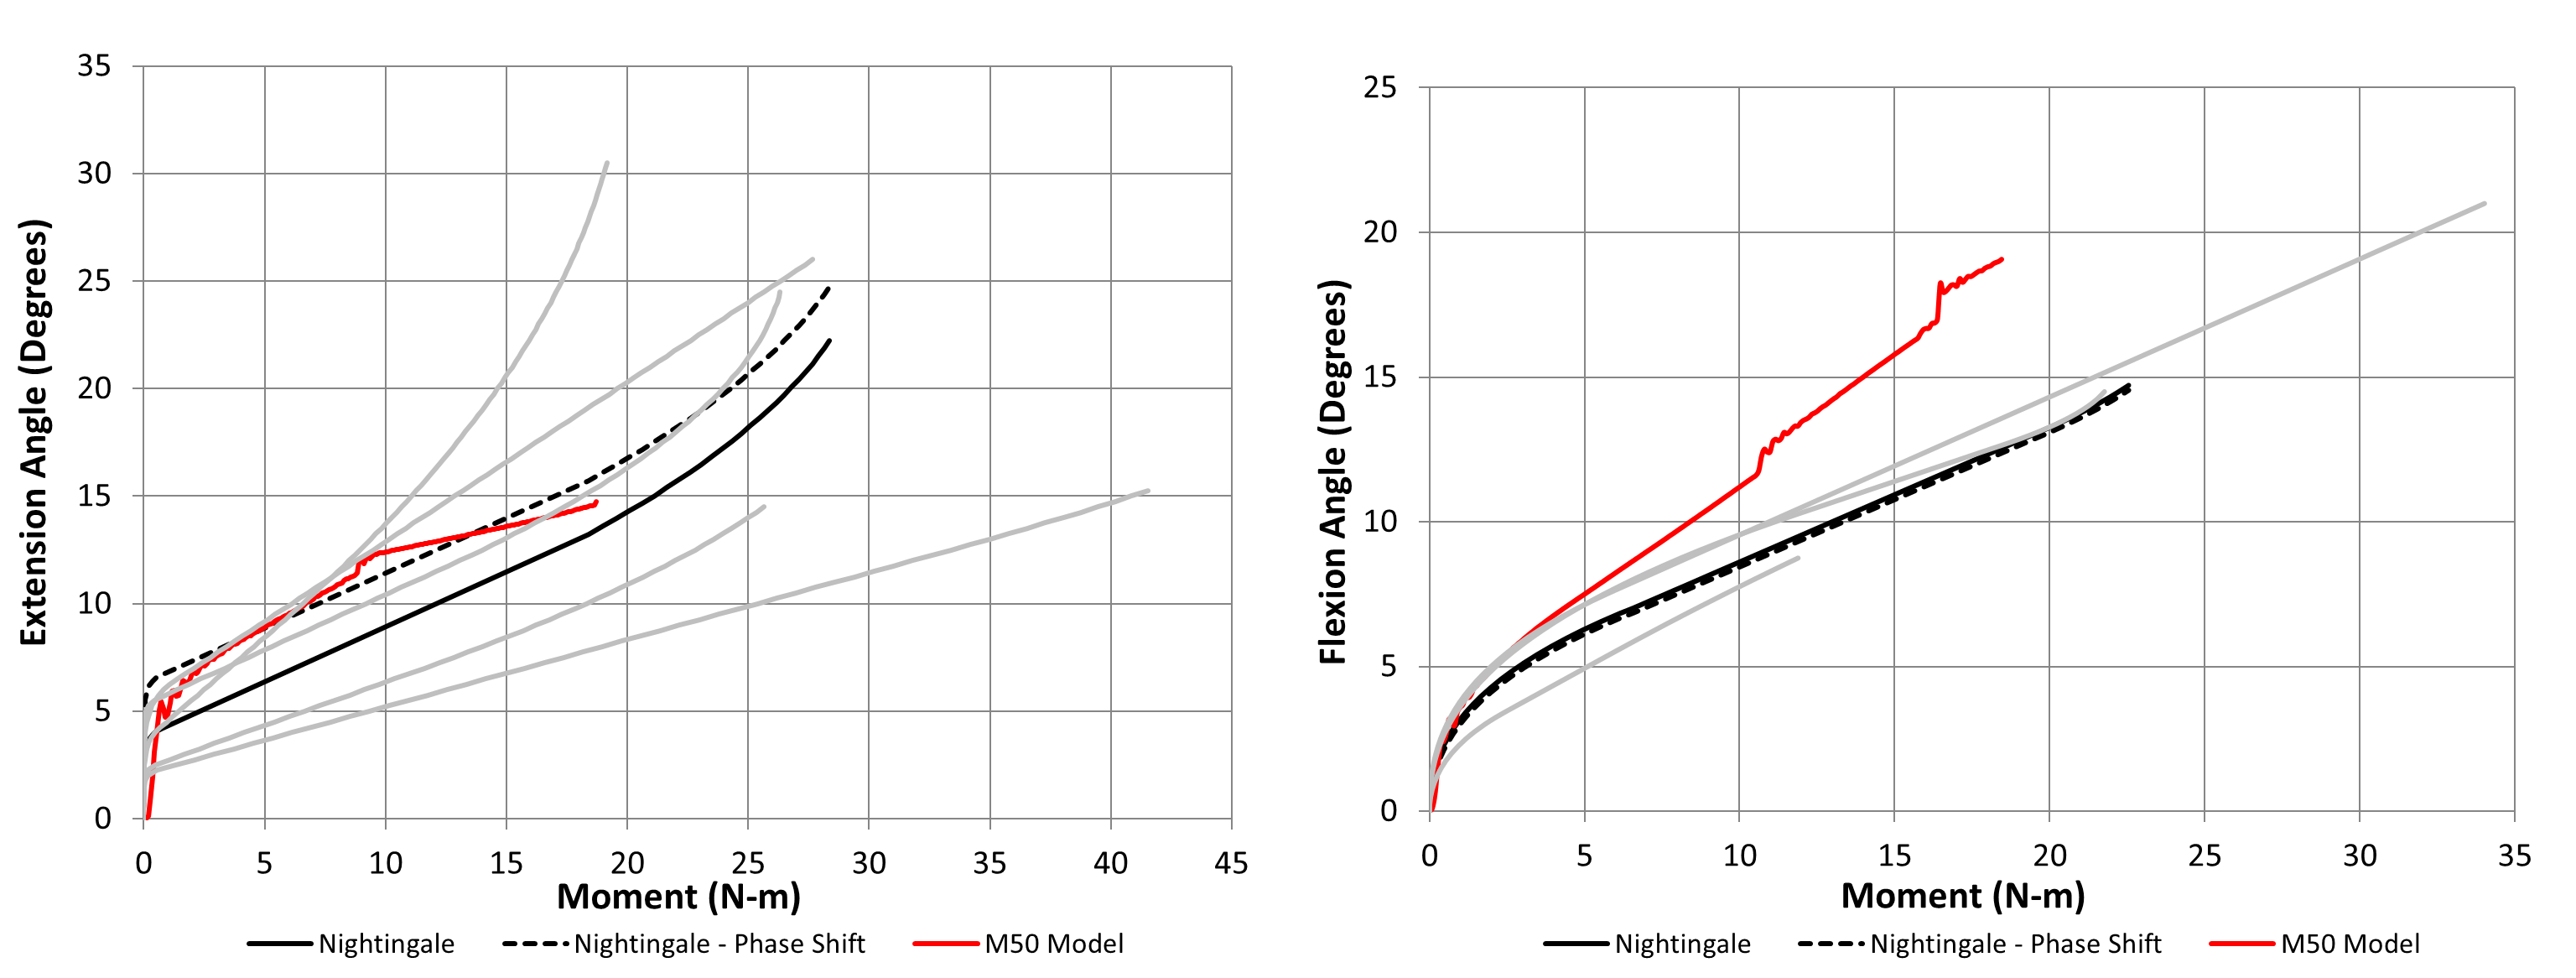 35
30
25
20
15
10
5
0
Extension Angle (Degrees)
0 5 10 15 20 25 30 35 40 45
Moment (N-m)
Nightingale Nightingale - Phase Shift M50 Model
25
20
15
10
5
0
Flexion Angle (Degrees)
0 5 10 15 20 25 30 35
Moment (N-m)
Nightingale Nightingale - Phase Shift M50 Model